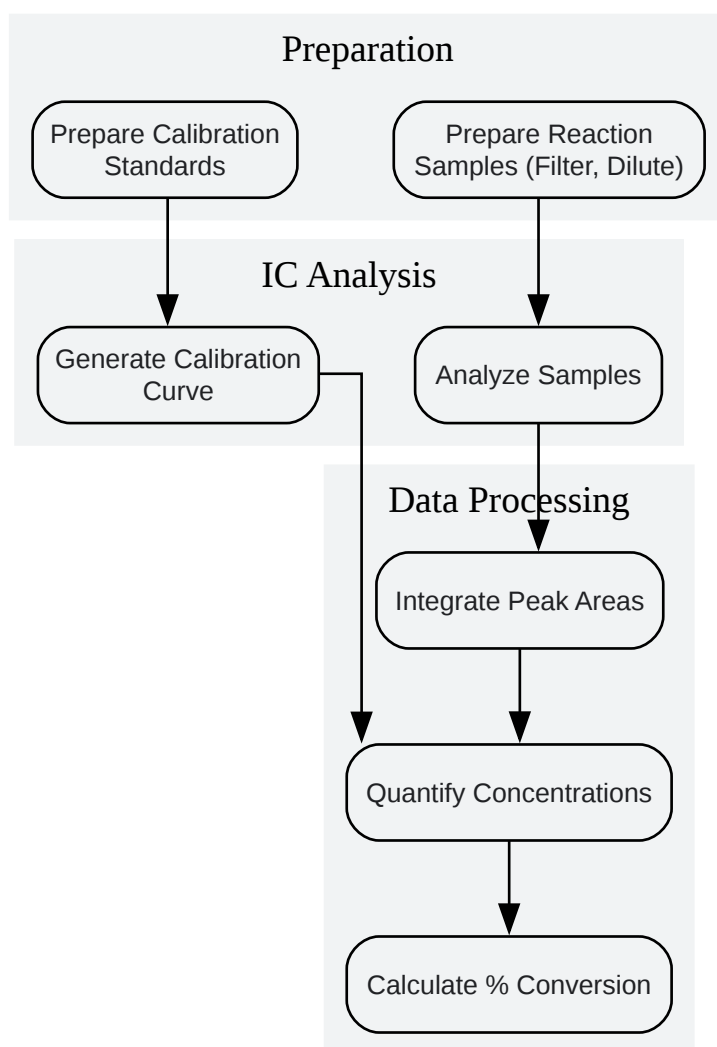 Preparation
Prepare Calibration
Standards
Prepare Reaction
Samples (Filter, Dilute)
IC Analysis
Generate Calibration
Curve
Analyze Samples
Data Processing
Integrate Peak Areas
Quantify Concentrations
Calculate % Conversion